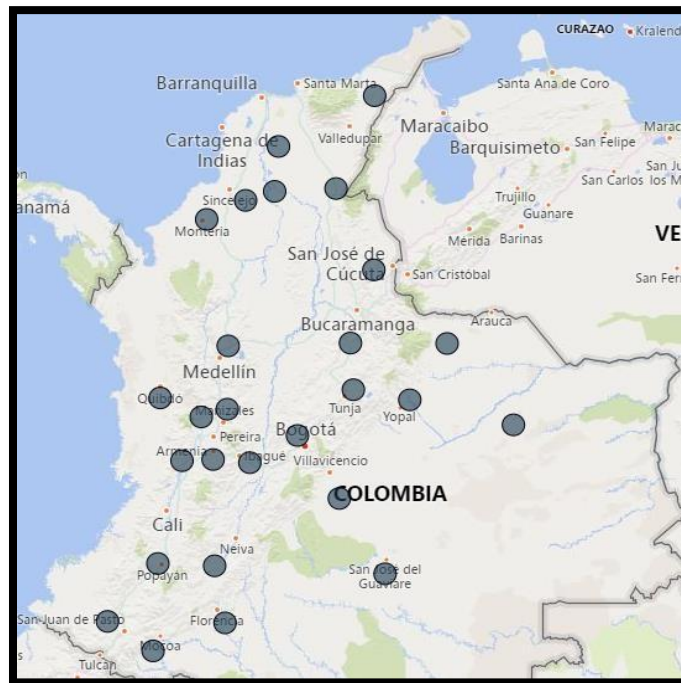 CURAZAO
Kralend
Santa Marta
Barranquilla
Santa Ana de Coro
Valledupar
Maracaibo
Cartagena de
Indias
Barquisimeto
San Felipe
Marac
San Carlos
San Ju
los M
Sincelejo
Trujillo
Guanare
anamá
Montería
Mérida
Barinas
VE
San José de
Cúcuta
San Cristóbal
San Fer
Bucaramanga
Arauca
Medellín
Quibdó
Manizales
Tunja
Yopal
Pereira
Bogotá
Armenia
Ibagué
Villavicencio
COLOMBIA
Cali
Neiva
Popayán
San José del
Guaviare
San Juan de Pasto
Florencia
Mocoa
Tulcán
s